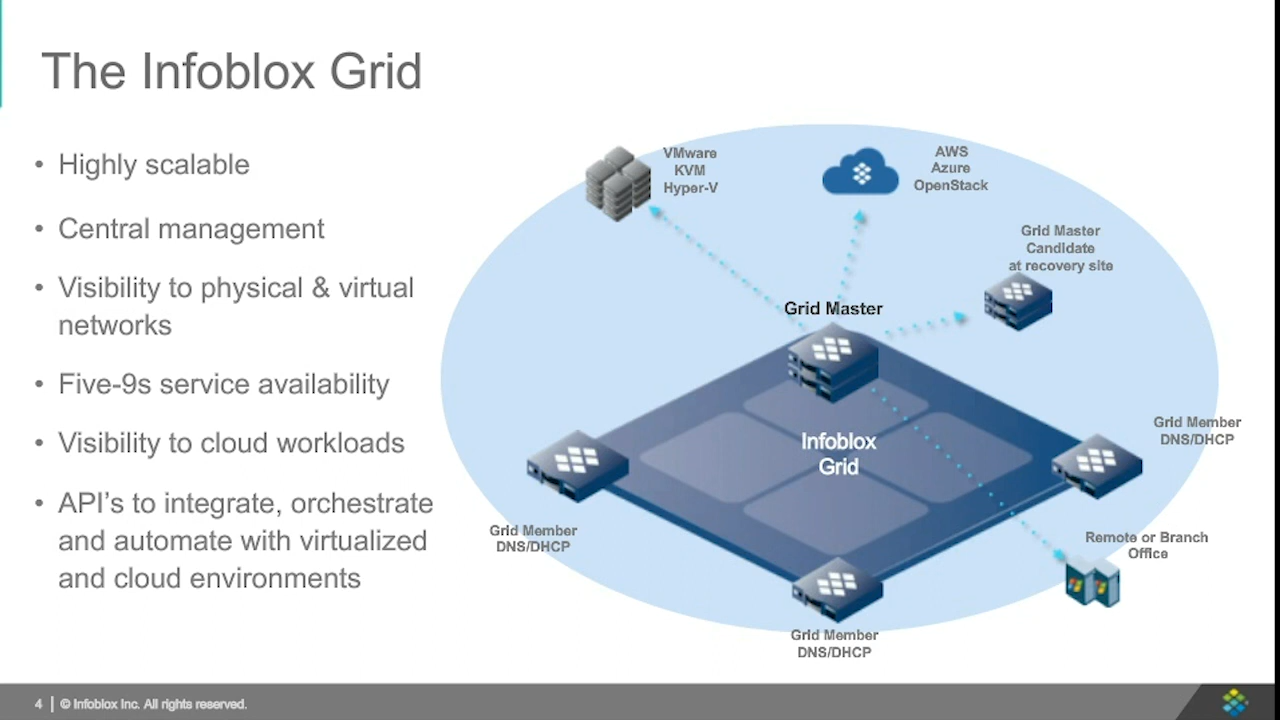 The Infoblox Grid
• Highly scalable
• Central management
• Visibility to physical & virtual
networks
• Five-9s service availability
• Visibility to cloud workloads
• API's to integrate, orchestrate
and automate with virtualized
and cloud environments
VMware
KVM
Hyper-V
AWS
Azure
OpenStack
Grid Master
Candidate
at recovery site
Grid Master
Infoblox
Grid
Grid Member
DNS/DHCP
Grid Member
DNS/DHCP
Remote or Branch
Office
Grid Member
DNS/DHCP
4 | © Infoblox Inc. All rights reserved.